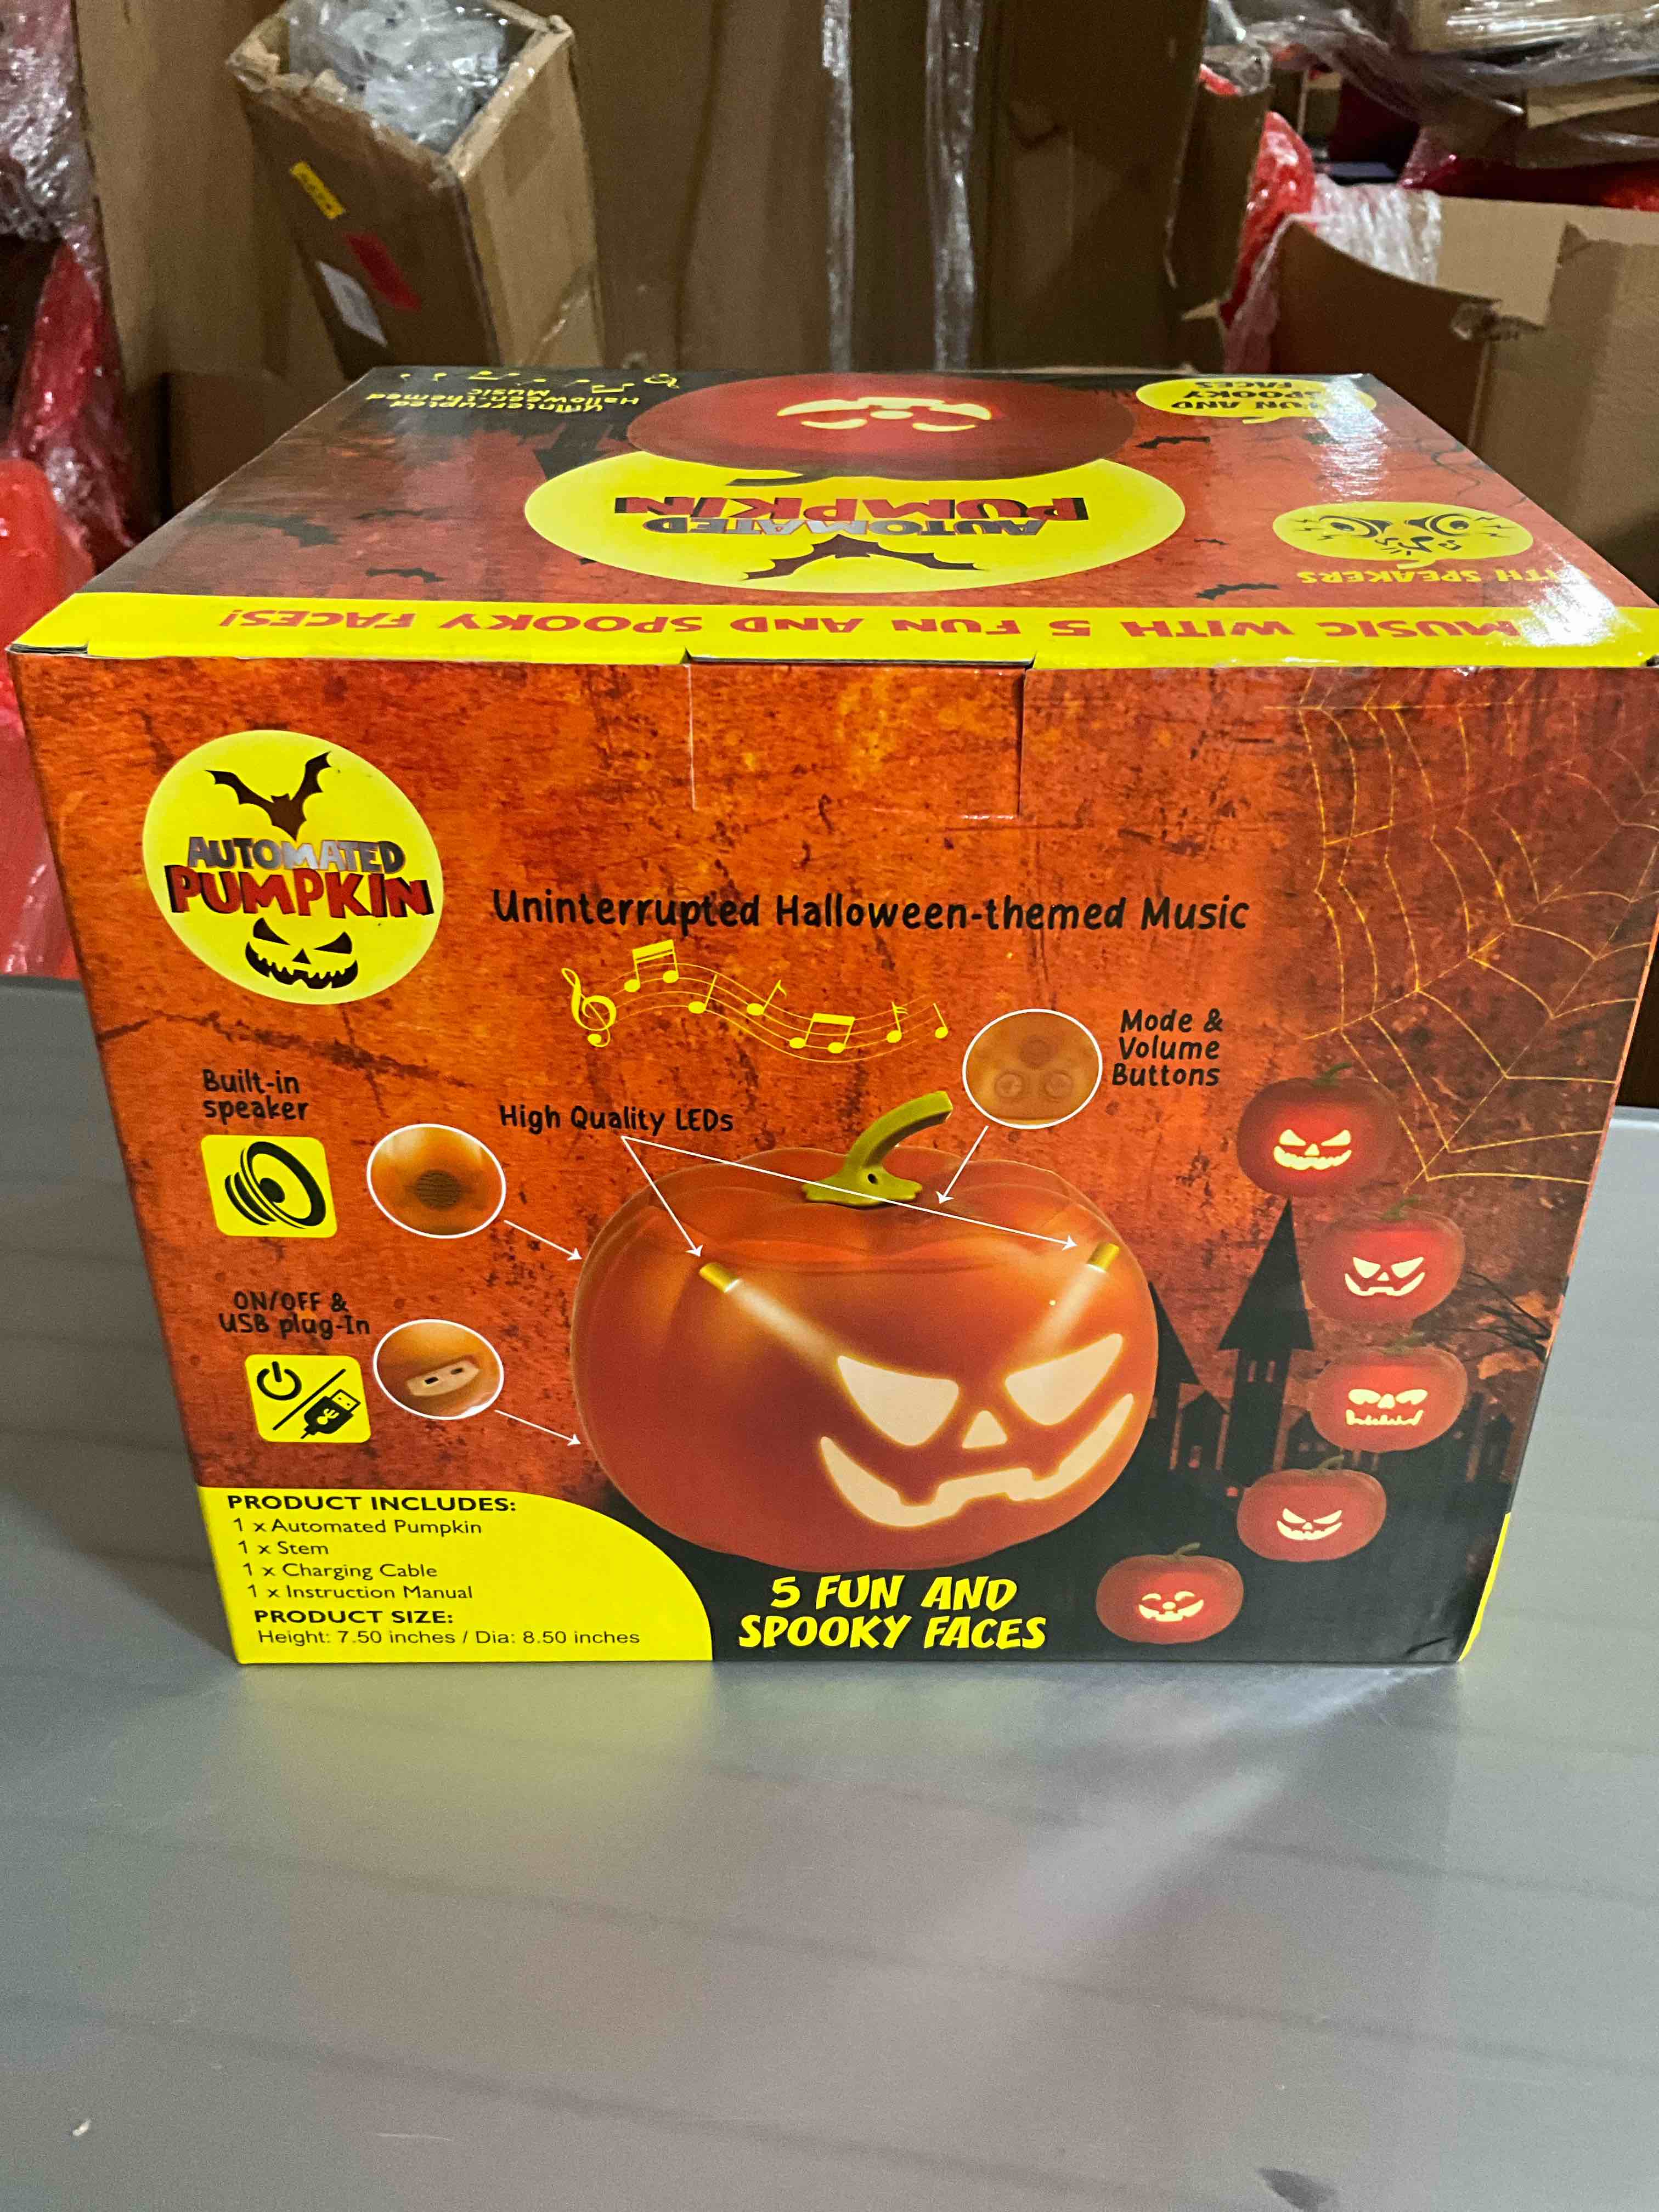 Uninterrupted
Halloween-themed
Music
FUN AND
SPOOKY
FACES
AUTOMATED
PUMPKIN
WITH SPEAKERS
MUSIC WITH 5 FUN AND SPOOKY FACES!
AUTOMATED
PUMPKIN
Uninterrupted Halloween-themed Music
Mode &
Volume
Buttons
Built-in
speaker
High Quality LEDs
ON/OFF &
USB plug-In
PRODUCT INCLUDES:
1 x Automated Pumpkin
1 x Stem
1 x Charging Cable
1 x Instruction Manual
PRODUCT SIZE:
Height: 7.50 inches / Dia: 8.50 inches
5 FUN AND
SPOOKY FACES